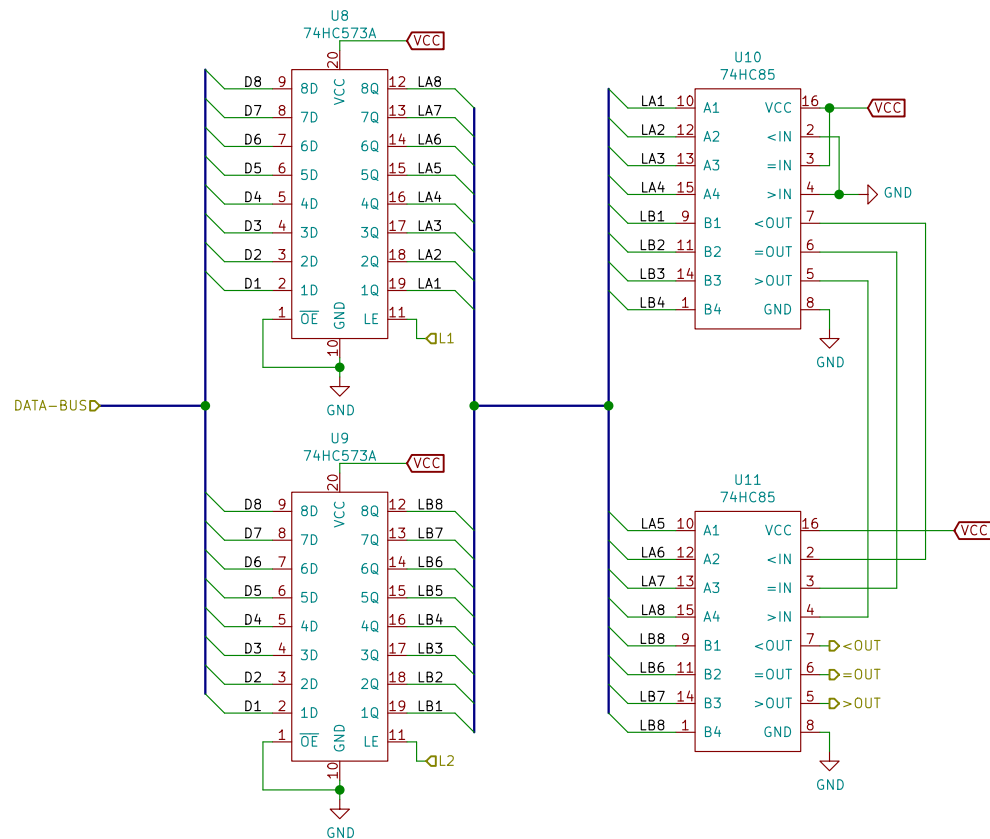 U8
74HC573A
VCC
20
VCC
D8 9 8D 8Q 12 LA8
D7 8 7D 7Q 13 LA7
D6 7 6D 6Q 14 LA6
D5 6 5D 5Q 15 LA5
D4 5 4D 4Q 16 LA4
D3 4 3D 3Q 17 LA3
D2 3 2D 2Q 18 LA2
D1 2 1D 1Q 19 LA1
1 OE GND LE 11
L1
10
GND
DATA-BUS
U9
74HC573A
VCC
20
VCC
D8 9 8D 8Q 12 LB8
D7 8 7D 7Q 13 LB7
D6 7 6D 6Q 14 LB6
D5 6 5D 5Q 15 LB5
D4 5 4D 4Q 16 LB4
D3 4 3D 3Q 17 LB3
D2 3 2D 2Q 18 LB2
D1 2 1D 1Q 19 LB1
1 OE GND LE 11
L2
10
GND
U10
74HC85
LA1 10 A1 VCC 16 VCC
LA2 12 A2 <IN 2
LA3 13 A3 =IN 3
LA4 15 A4 >IN 4 GND
LB1 9 B1 <OUT 7
LB2 11 B2 =OUT 6
LB3 14 B3 >OUT 5
LB4 1 B4 GND 8
GND
U11
74HC85
LA5 10 A1 VCC 16 VCC
LA6 12 A2 <IN 2
LA7 13 A3 =IN 3
LA8 15 A4 >IN 4
LB8 9 B1 <OUT 7 <OUT
LB6 11 B2 =OUT 6 =OUT
LB7 14 B3 >OUT 5 >OUT
LB8 1 B4 GND 8
GND